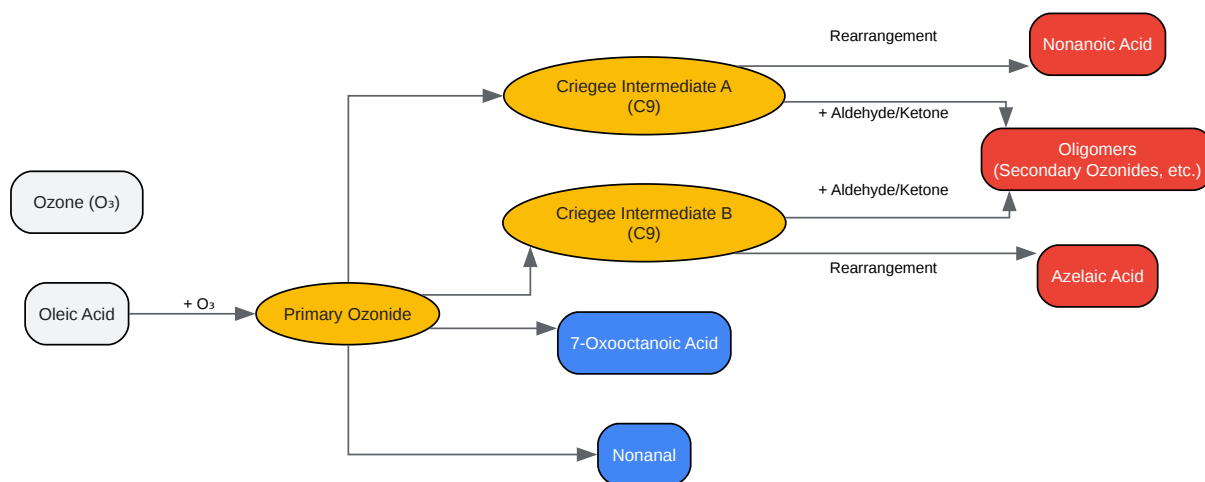 Rearrangement
Nonanoic Acid
Criegee Intermediate A
(C9)
+ Aldehyde/Ketone
Oligomers
(Secondary Ozonides, etc.)
Ozone (O₃)
+ Aldehyde/Ketone
Criegee Intermediate B
(C9)
Rearrangement
Azelaic Acid
Oleic Acid
+ O₃
Primary Ozonide
7-Oxooctanoic Acid
Nonanal